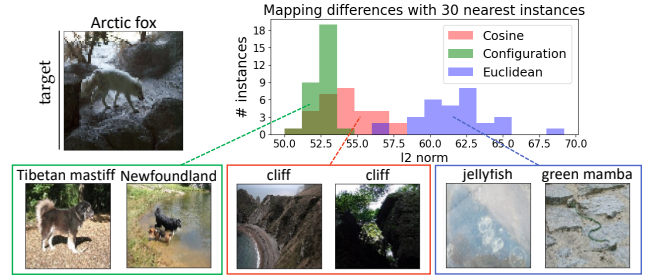 Arctic fox
target
Mapping differences with 30 nearest instances
# instances
18
15
12
9
6
3
0
Cosine
Configuration
Euclidean
50.0 52.5 55.0 57.5 60.0 62.5 65.0 67.5 70.0
l2 norm
Tibetan mastiff Newfoundland
cliff cliff
jellyfish green mamba